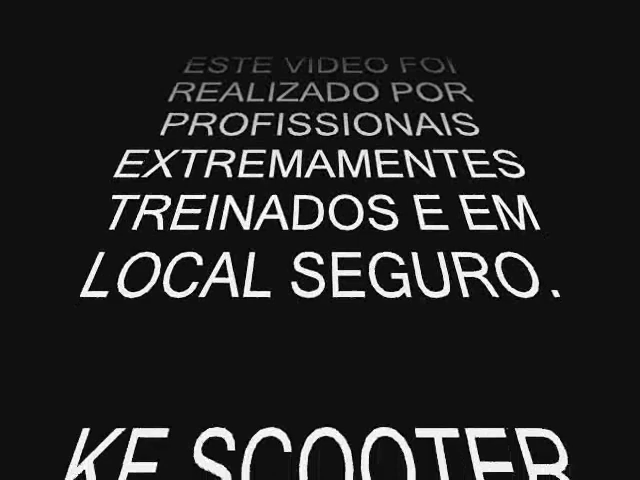 ESTE VIDEO FOI
REALIZADO POR
PROFISSIONAIS
EXTREMAMENTES
TREINADOS E EM
LOCAL SEGURO.
KE SCOOTER